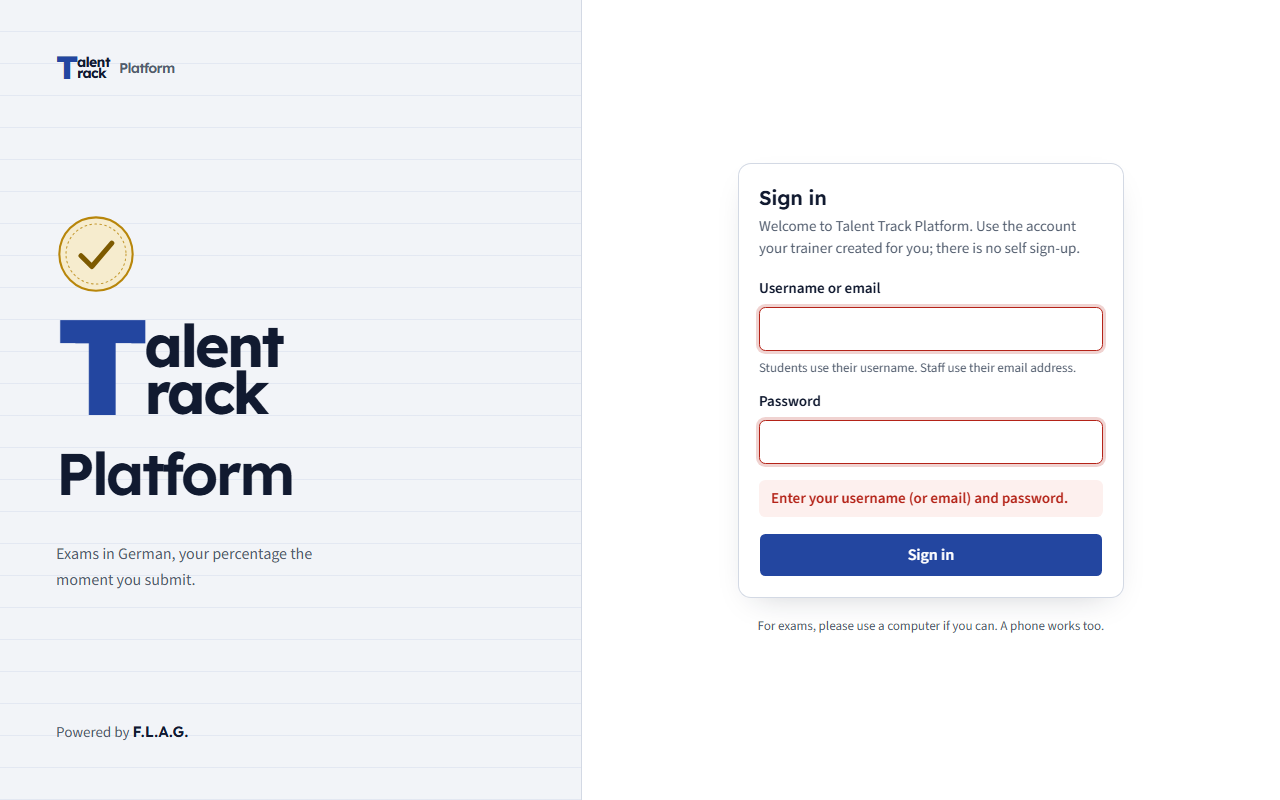 Talent
Track
Platform
Talent
Track
Platform
Exams in German, your percentage the
moment you submit.
Powered by F.L.A.G.
Sign in
Welcome to Talent Track Platform. Use the account
your trainer created for you; there is no self sign-up.
Username or email
Students use their username. Staff use their email address.
Password
Enter your username (or email) and password.
Sign in
For exams, please use a computer if you can. A phone works too.